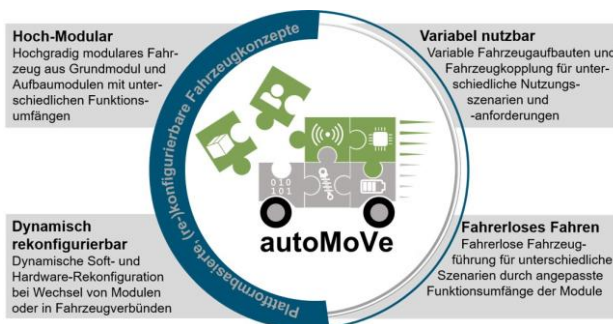 Hoch-Modular
Hochgradig modulares Fahr-
zeug aus Grundmodul und
Aufbaumodulen mit unter-
schiedlichen Funktions-
umfängen
Variabel nutzbar
Variable Fahrzeugaufbauten und
Fahrzeugkopplung für unter-
schiedliche Nutzungs-
szenarien und
-anforderungen
Plattformbasierte, (re-)konfigurierbare Fahrzeugkonzepte
010
101
autoMoVe
Dynamisch
rekonfigurierbar
Dynamische Soft- und
Hardware-Rekonfiguration
bei Wechsel von Modulen
oder in Fahrzeugverbünden
Fahrerloses Fahren
Fahrerlose Fahrzeug-
führung für unterschiedliche
Szenarien durch angepasste
Funktionsumfänge der Module